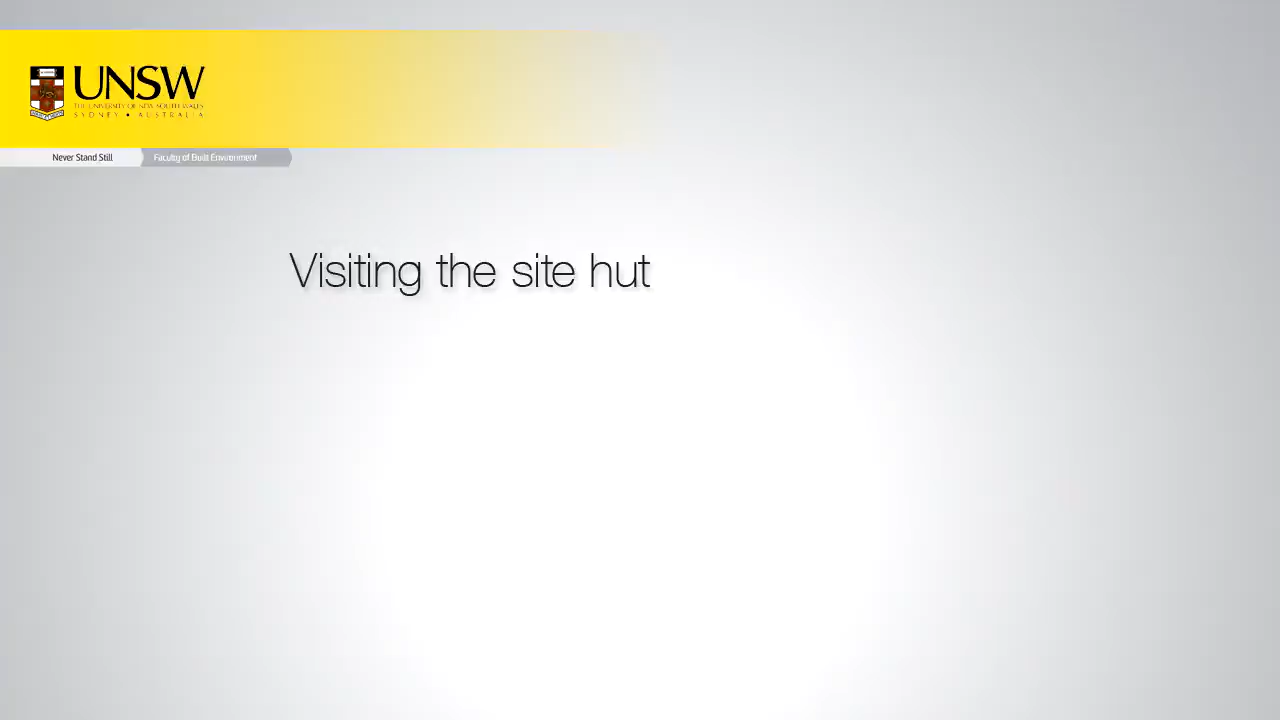 UNSW
THE UNIVERSITY OF NEW SOUTH WALES
SYDNEY • AUSTRALIA
Never Stand Still
Faculty of Built Environment
Visiting the site hut